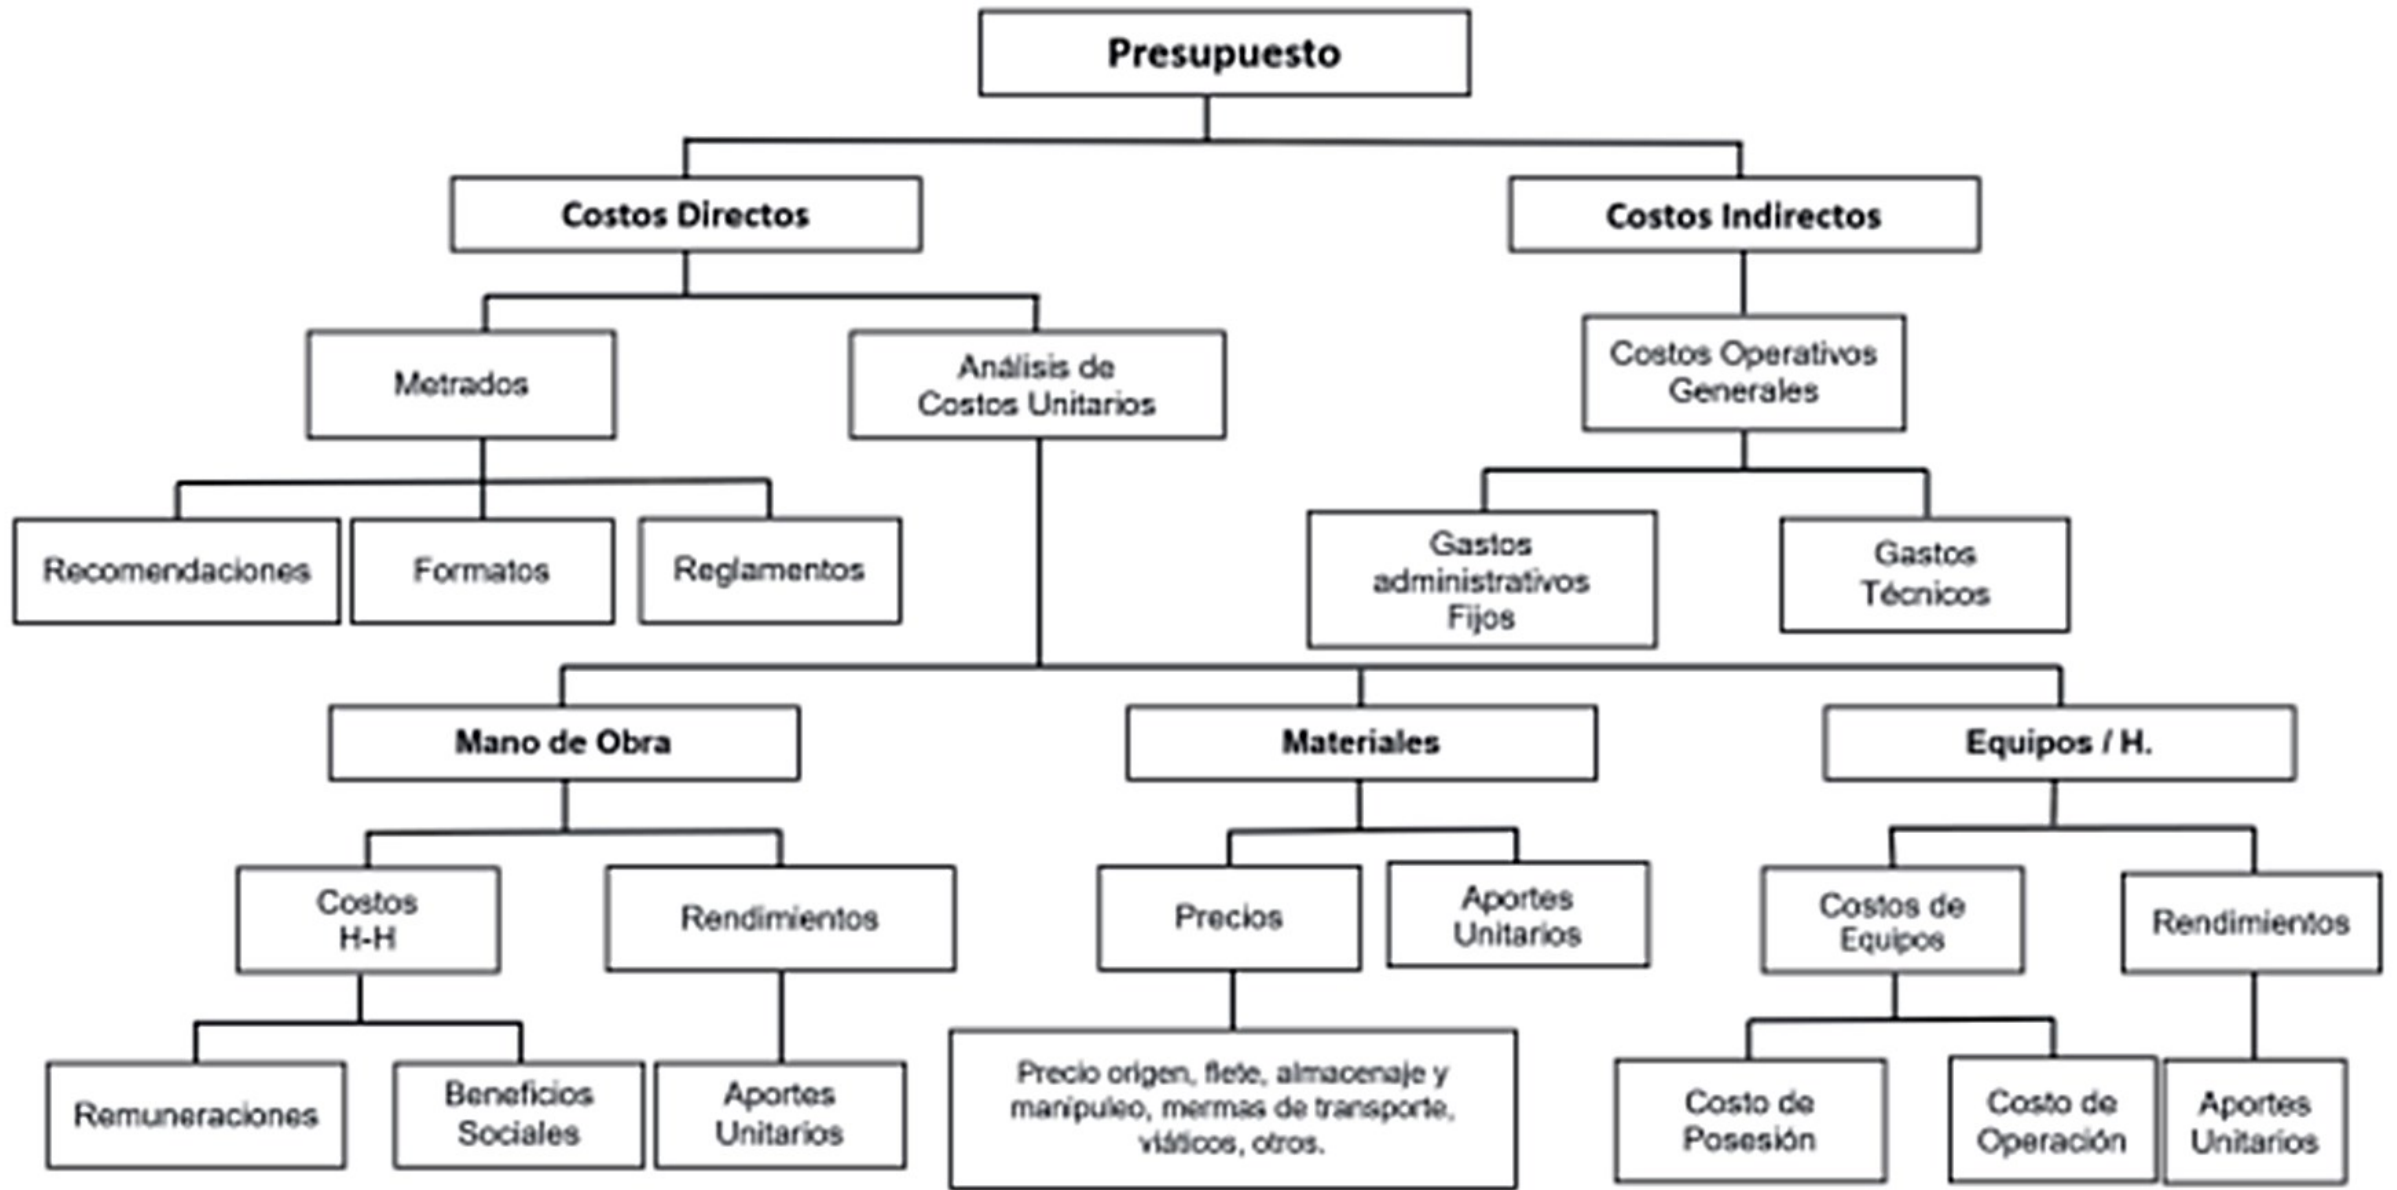 Presupuesto
Costos Directos
Costos Indirectos
Metrados
Análisis de
Costos Unitarios
Costos Operativos
Generales
Recomendaciones
Formatos
Reglamentos
Gastos
administrativos
Fijos
Gastos
Técnicos
Mano de Obra
Materiales
Equipos / H.
Costos
H-H
Rendimientos
Precios
Aportes
Unitarios
Costos de
Equipos
Rendimientos
Remuneraciones
Beneficios
Sociales
Aportes
Unitarios
Precio origen, flete, almacenaje y
manipuleo, mermas de transporte,
viáticos, otros.
Costo de
Posesión
Costo de
Operación
Aportes
Unitarios